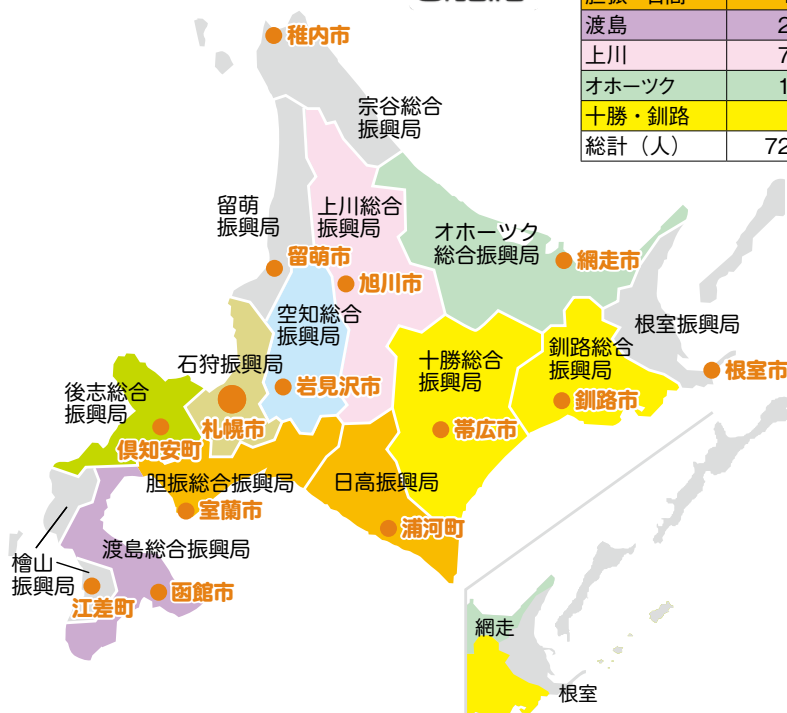 渡島 2
上川 7
オホーツク 1
十勝・釧路
総計（人） 72
稚内市
宗谷総合
振興局
留萌
振興局
上川総合
振興局
オホーツク
総合振興局
留萌市
旭川市
網走市
空知総合
振興局
根室振興局
石狩振興局
十勝総合
振興局
釧路総合
振興局
後志総合
振興局
岩見沢市
根室市
札幌市
釧路市
倶知安町
帯広市
胆振総合振興局
日高振興局
室蘭市
浦河町
渡島総合振興局
檜山
振興局
江差町
函館市
網走
根室